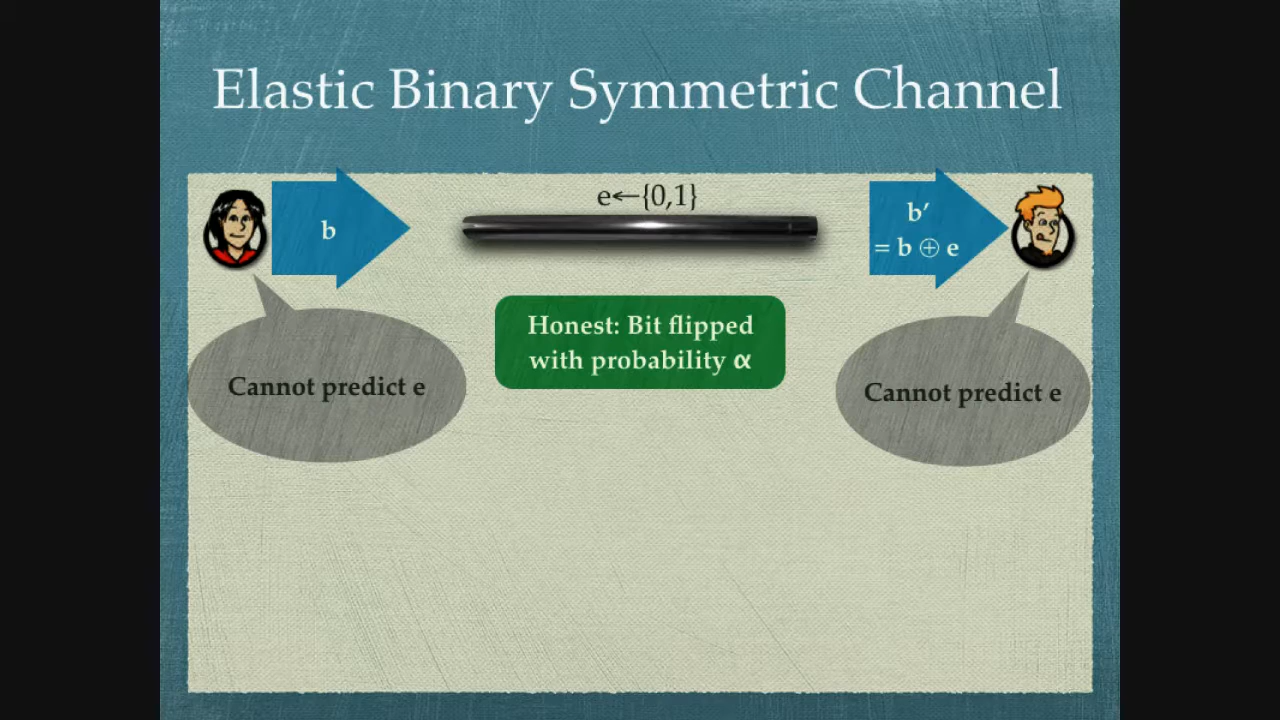 Elastic Binary Symmetric Channel
e←{0,1}
b
b′
= b ⊕ e
Honest: Bit flipped
with probability α
Cannot predict e
Cannot predict e